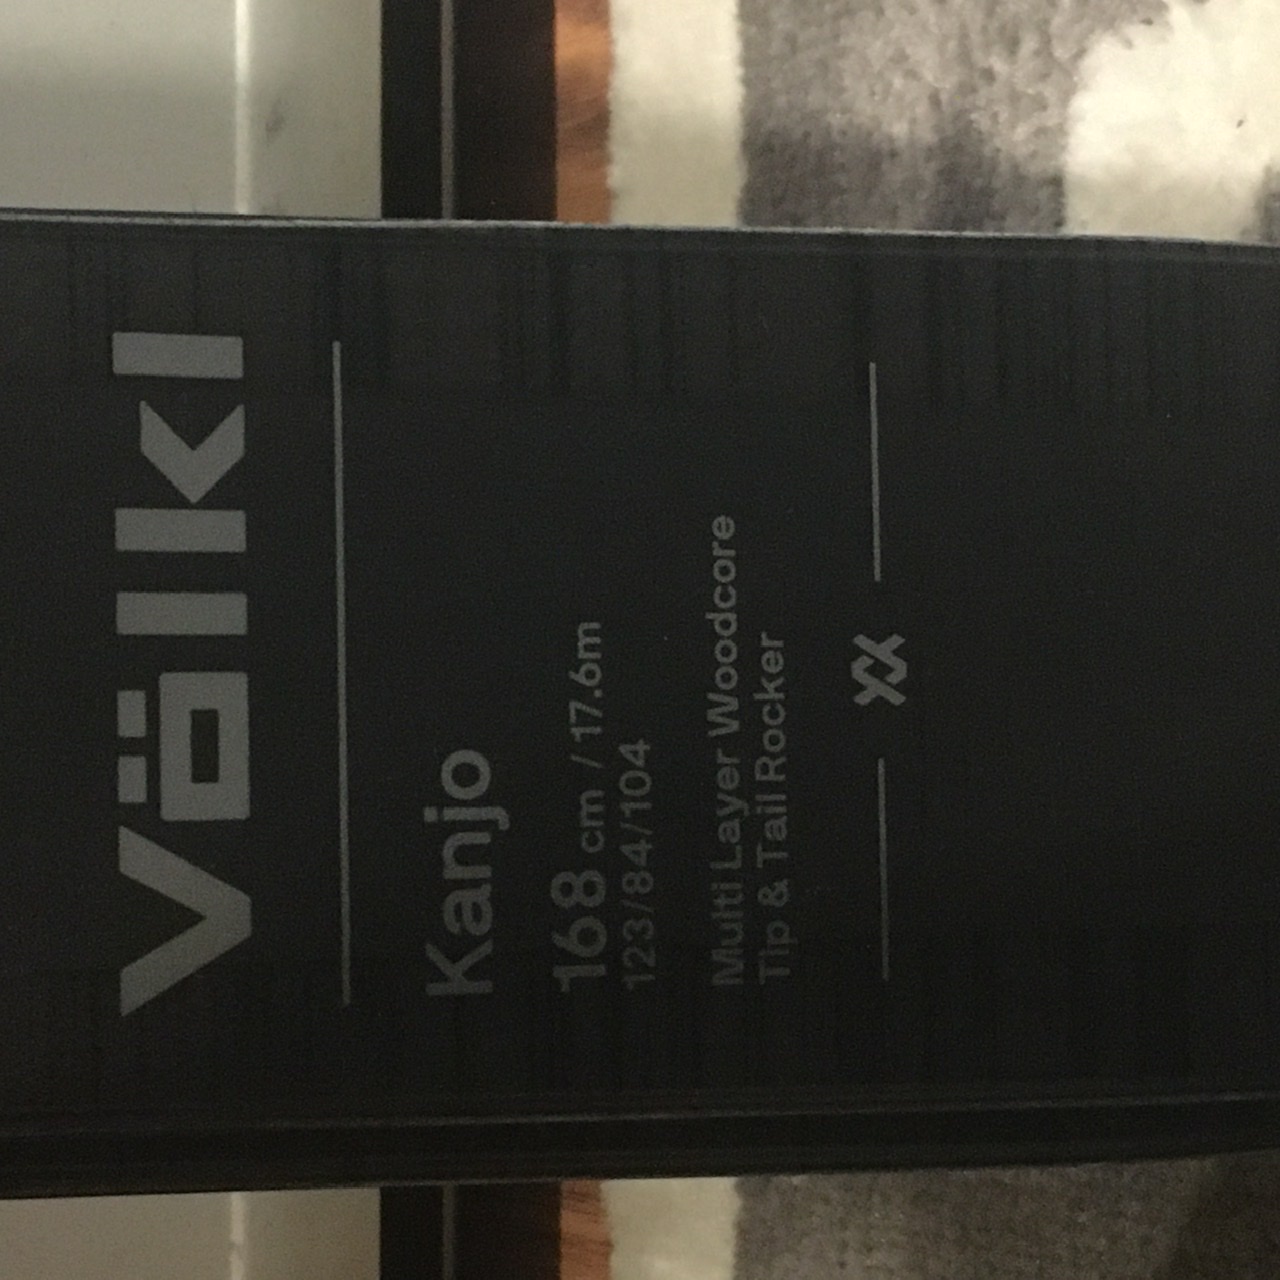 Völkl
Kanjo
168 cm / 17.6m
123/84/104
Multi Layer Woodcore
Tip & Tail Rocker